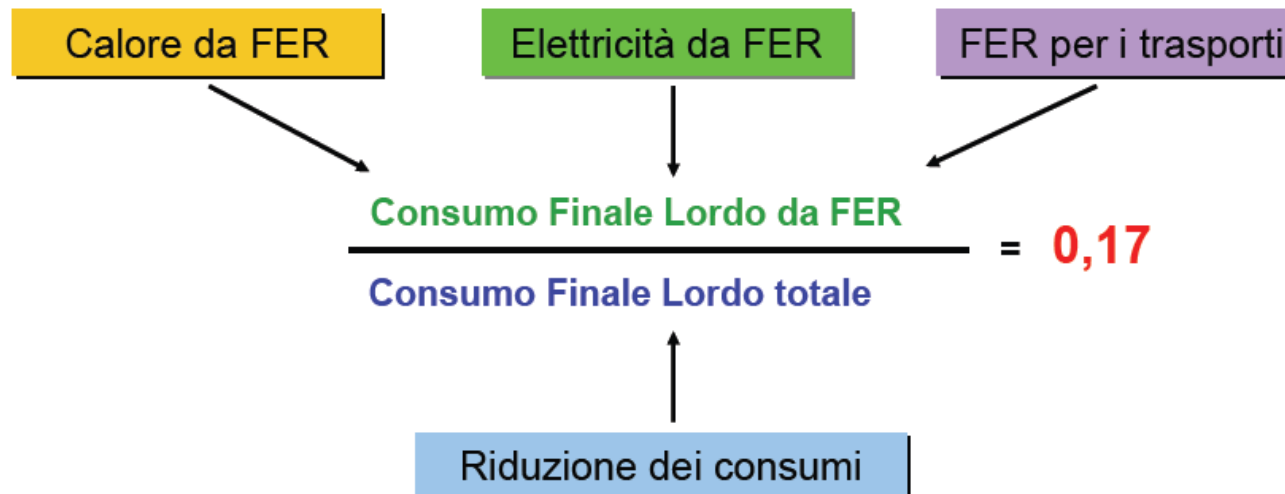 Calore da FER
Elettricità da FER
FER per i trasporti
Consumo Finale Lordo da FER
= 0,17
Consumo Finale Lordo totale
Riduzione dei consumi